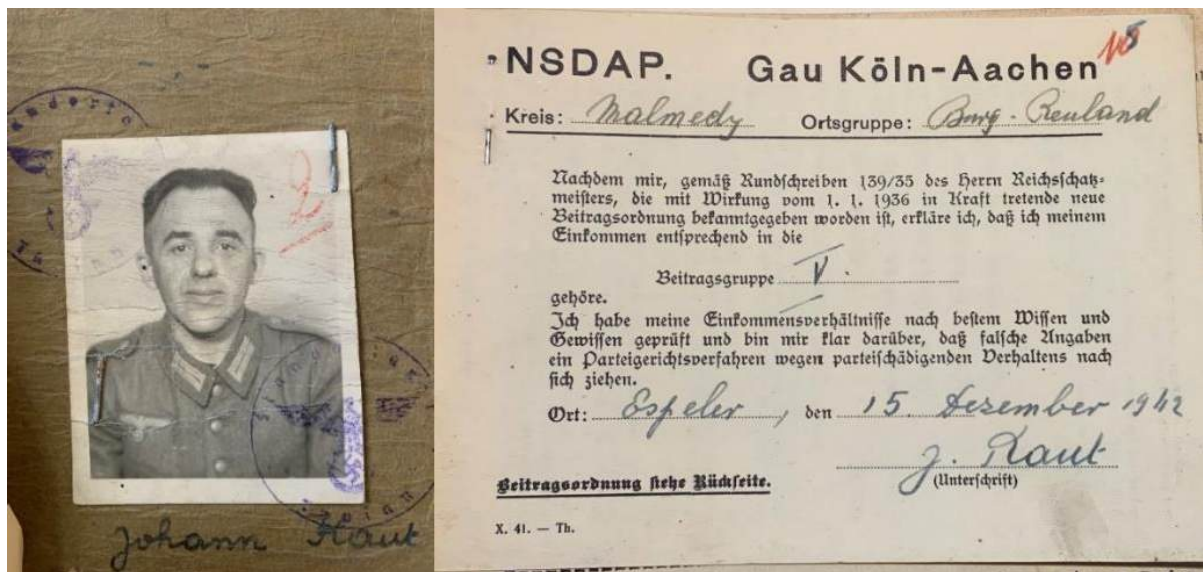 Johann Raut
NSDAP. Gau Köln-Aachen
Kreis: Malmedy Ortsgruppe: Burg-Reuland
Nachdem mir, gemäß Rundschreiben 139/35 des Herrn Reichsschatz-
meisters, die mit Wirkung vom 1. 1. 1936 in Kraft tretende neue
Beitragsordnung bekanntgegeben worden ist, erkläre ich, daß ich meinem
Einkommen entsprechend in die
Beitragsgruppe V.
gehöre.
Ich habe meine Einkommensverhältnisse nach bestem Wissen und
Gewissen geprüft und bin mir klar darüber, daß falsche Angaben
ein Parteigerichtsverfahren wegen parteischädigenden Verhaltens nach
sich ziehen.
Ort: Espeler, den 15. Dezember 1942
J. Raut
(Unterschrift)
Beitragsordnung siehe Rückseite.
X. 41. — Th.